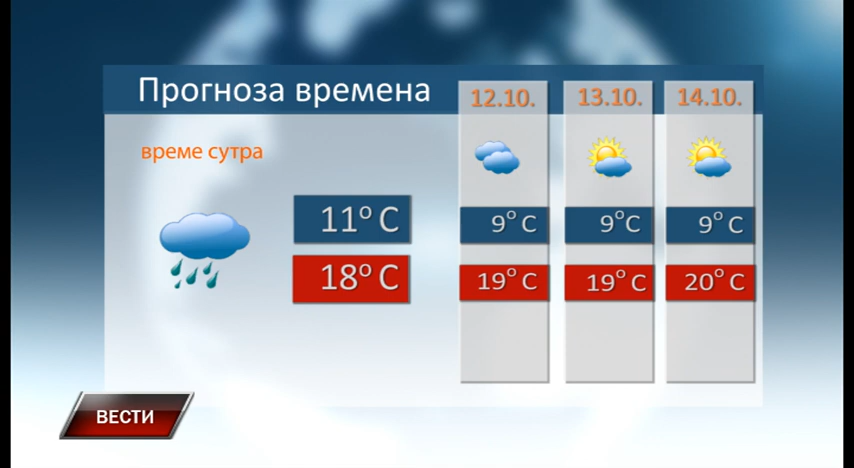 Прогноза времена
12.10.
13.10.
14.10.
време сутра
11° C
9° C
9°C
9° C
18° C
19° C
19° C
20° C
ВЕСТИ